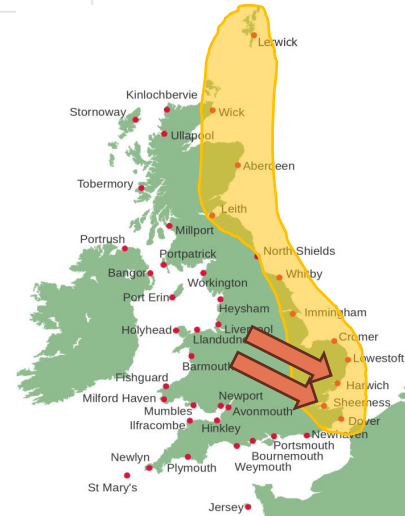 Lerwick
Kinlochbervie
Stornoway
Wick
Ullapool
Aberdeen
Tobermory
Leith
Millport
Portrush
North Shields
Portpatrick
Bangor
Whitby
Workington
Port Erin
Heysham
Immingham
Holyhead
Liverpool
Llandudno
Cromer
Lowestoft
Barmouth
Fishguard
Harwich
Milford Haven
Newport
Sheerness
Mumbles
Avonmouth
Ilfracombe
Hinkley
Dover
Newhaven
Portsmouth
Newlyn
Bournemouth
Plymouth
Weymouth
St Mary's
Jersey